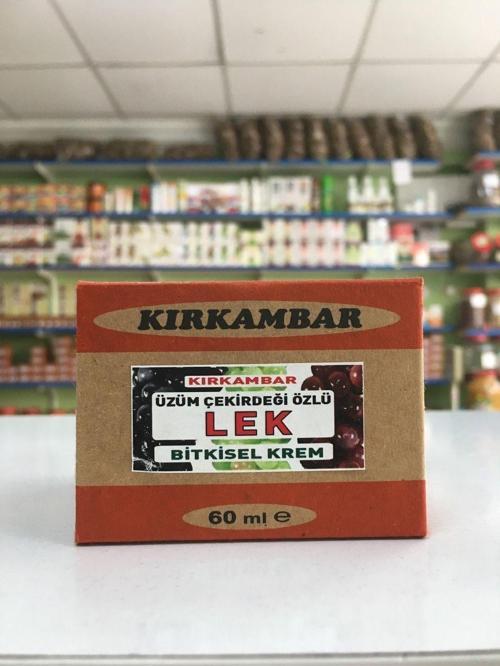 KIRKAMBAR
KIRKAMBAR
ÜZÜM ÇEKİRDEĞİ ÖZLÜ
LEK
BİTKİSEL KREM
60 ml ℮